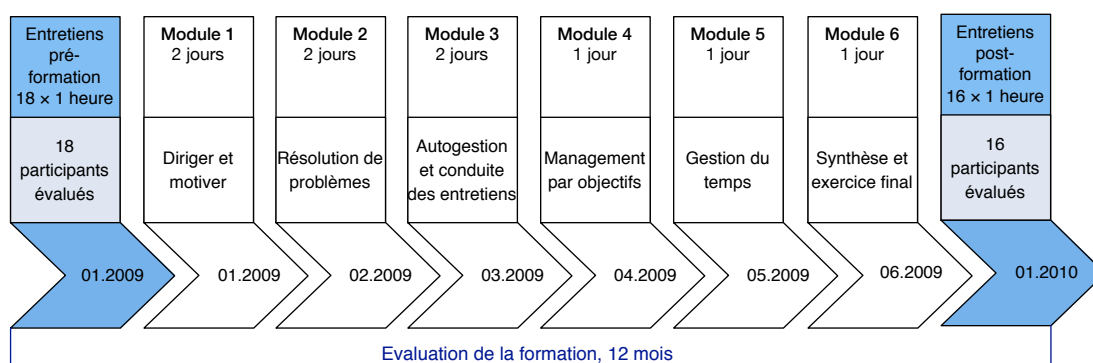 Entretiens
pré-
formation
18 × 1 heure
18
participants
évalués
01.2009
Module 1
2 jours
Diriger et
motiver
01.2009
Module 2
2 jours
Résolution de
problèmes
02.2009
Module 3
2 jours
Autogestion
et conduite
des entretiens
03.2009
Module 4
1 jour
Management
par objectifs
04.2009
Module 5
1 jour
Gestion du
temps
05.2009
Module 6
1 jour
Synthèse et
exercice final
06.2009
Entretiens
post-
formation
16 × 1 heure
16
participants
évalués
01.2010
Evaluation de la formation, 12 mois